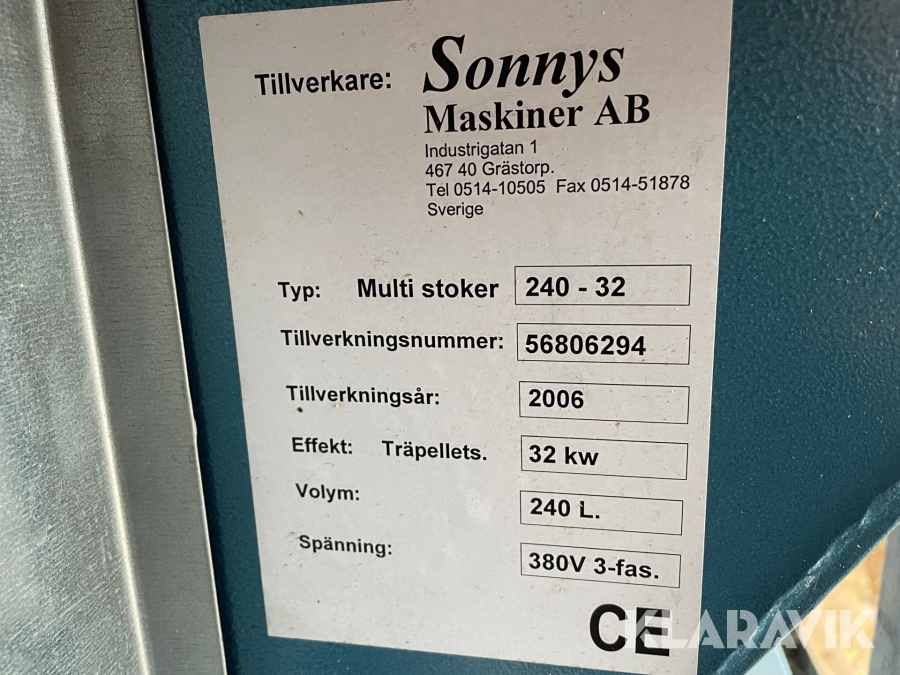 Tillverkare: Sonnys
Maskiner AB
Industrigatan 1
467 40 Grästorp.
Tel 0514-10505 Fax 0514-51878
Sverige
Typ: Multi stoker 240 - 32
Tillverkningsnummer: 56806294
Tillverkningsår: 2006
Effekt: Träpellets. 32 kw
Volym: 240 L.
Spänning: 380V 3-fas.
CE
KLARAVIK